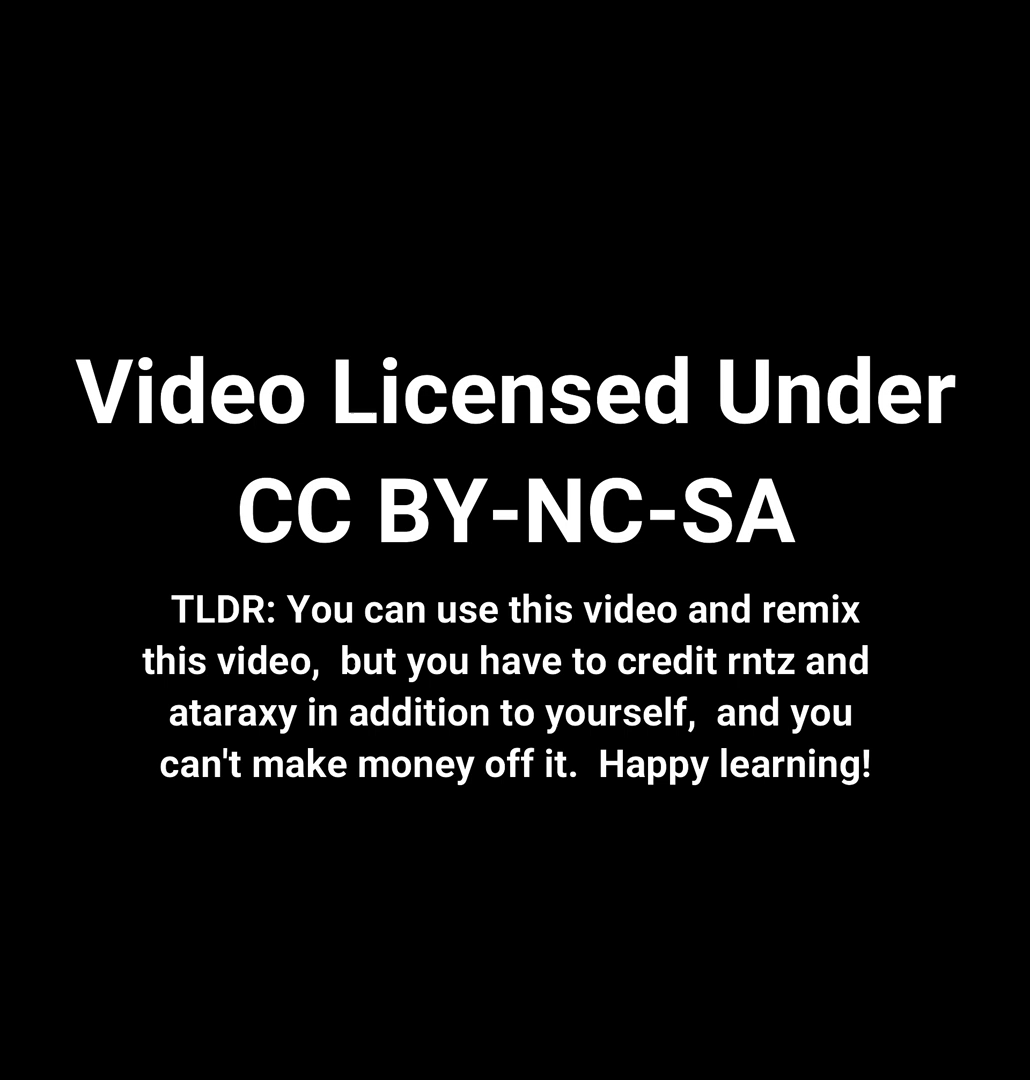 Video Licensed Under
CC BY-NC-SA
TLDR: You can use this video and remix
this video,  but you have to credit rntz and
ataraxy in addition to yourself,  and you
can't make money off it.  Happy learning!